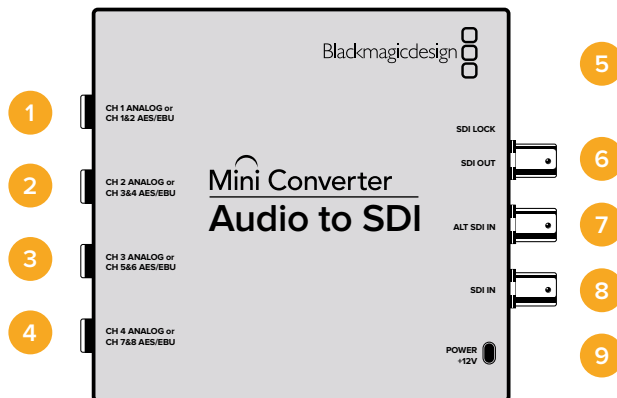 Blackmagicdesign
1
CH 1 ANALOG or
CH 1&2 AES/EBU
5
SDI LOCK
SDI OUT
6
2
CH 2 ANALOG or
CH 3&4 AES/EBU
Mini Converter
Audio to SDI
ALT SDI IN
7
3
CH 3 ANALOG or
CH 5&6 AES/EBU
SDI IN
8
4
CH 4 ANALOG or
CH 7&8 AES/EBU
POWER
+12V
9